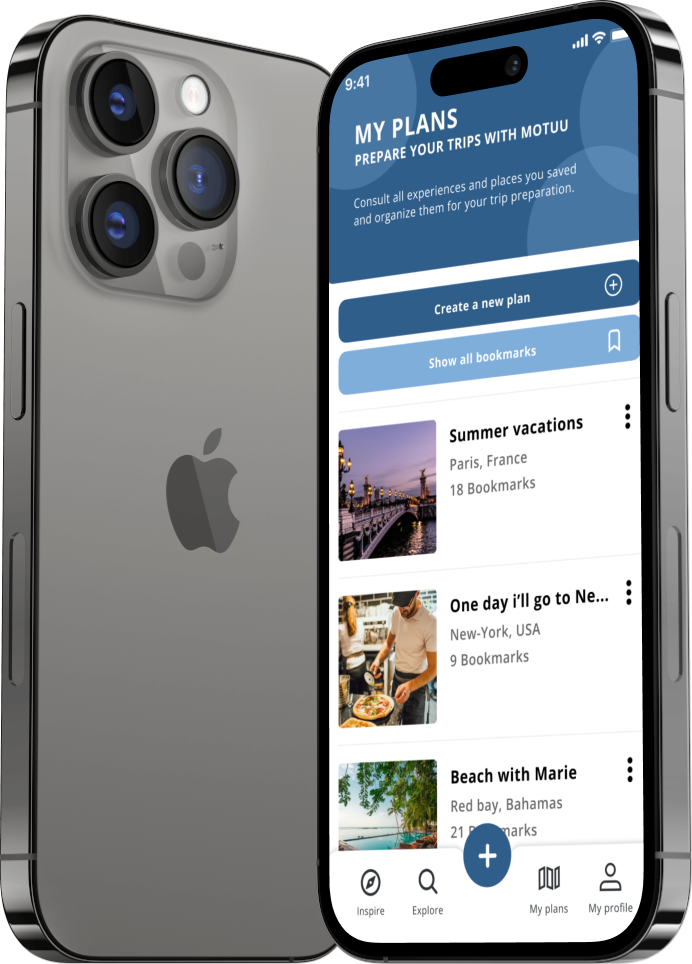 9:41
MY PLANS
PREPARE YOUR TRIPS WITH MOTUU
Consult all experiences and places you saved
and organize them for your trip preparation.
Create a new plan
Show all bookmarks
Summer vacations
Paris, France
18 Bookmarks
One day i'll go to Ne...
New-York, USA
9 Bookmarks
Beach with Marie
Red bay, Bahamas
21 B marks
Inspire
Explore
My plans
My profile